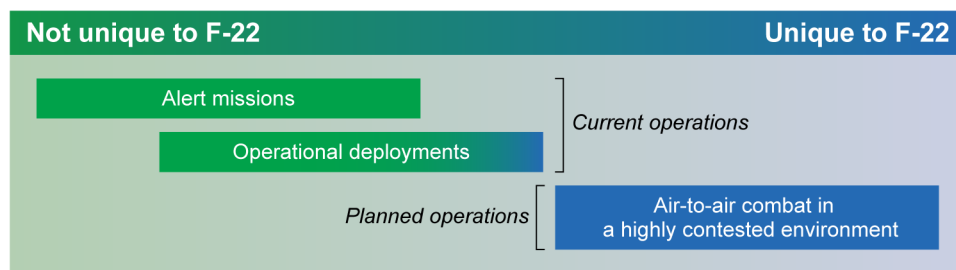 Not unique to F-22
Unique to F-22
Alert missions
Current operations
Operational deployments
Planned operations
Air-to-air combat in
a highly contested environment